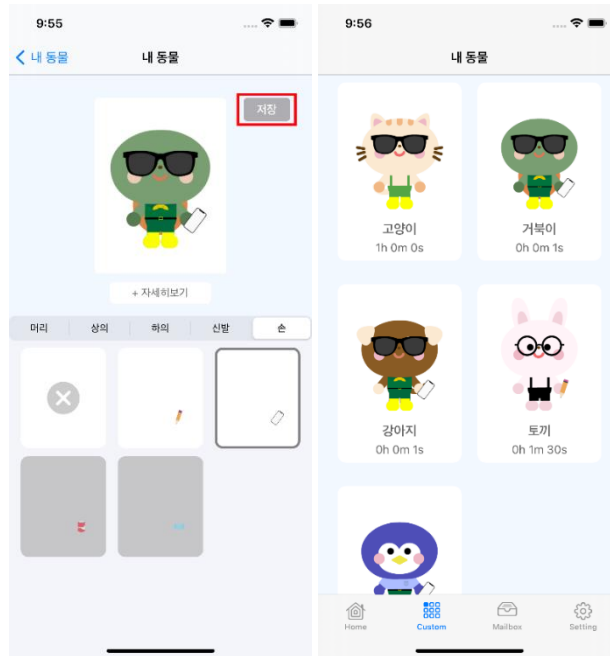 9:55
내 동물
내 동물
저장
+ 자세히보기
머리 상의 하의 신발 손
9:56
내 동물
고양이
1h 0m 0s
거북이
0h 0m 1s
강아지
0h 0m 1s
토끼
0h 1m 30s
Home Custom Mailbox Setting